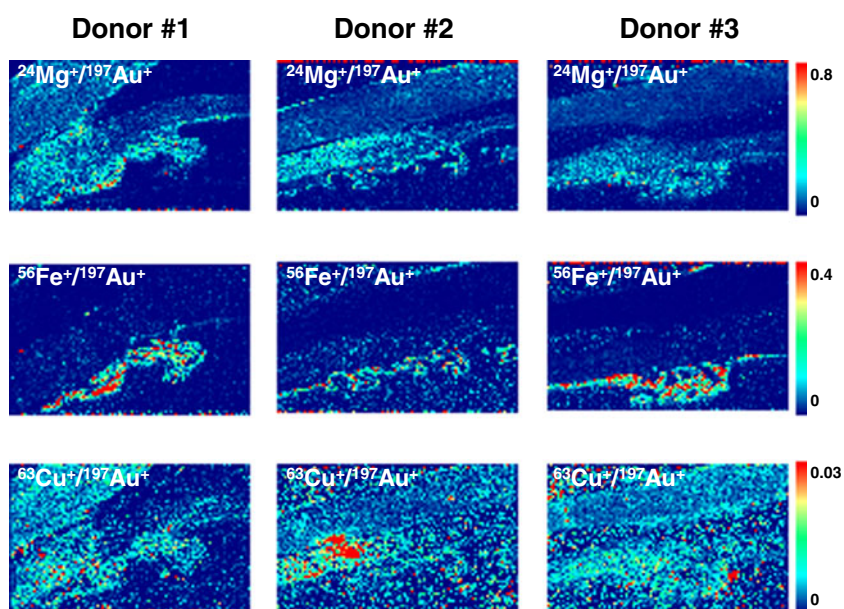 Donor #1 Donor #2 Donor #3
²⁴Mg⁺/¹⁹⁷Au⁺ ²⁴Mg⁺/¹⁹⁷Au⁺ ²⁴Mg⁺/¹⁹⁷Au⁺
0.8
0
⁵⁶Fe⁺/¹⁹⁷Au⁺ ⁵⁶Fe⁺/¹⁹⁷Au⁺ ⁵⁶Fe⁺/¹⁹⁷Au⁺
0.4
0
⁶³Cu⁺/¹⁹⁷Au⁺ ⁶³Cu⁺/¹⁹⁷Au⁺ ⁶³Cu⁺/¹⁹⁷Au⁺
0.03
0